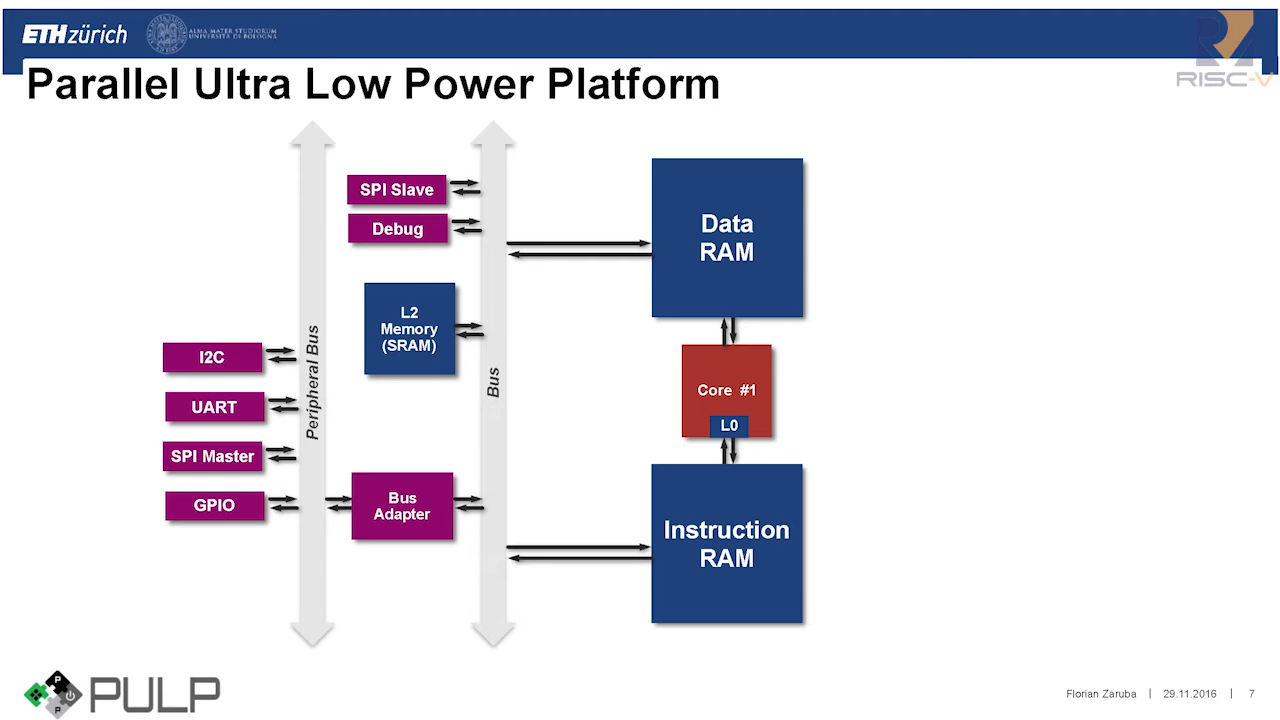 ETH zürich
ALMA MATER STUDIORUM
UNIVERSITÀ DI BOLOGNA
RISC-V
Parallel Ultra Low Power Platform
SPI Slave
Debug
L2
Memory
(SRAM)
I2C
UART
SPI Master
GPIO
Peripheral Bus
Bus
Adapter
Bus
Data
RAM
Core #1
L0
Instruction
RAM
P
P
PULP
Florian Zaruba | 29.11.2016 | 7